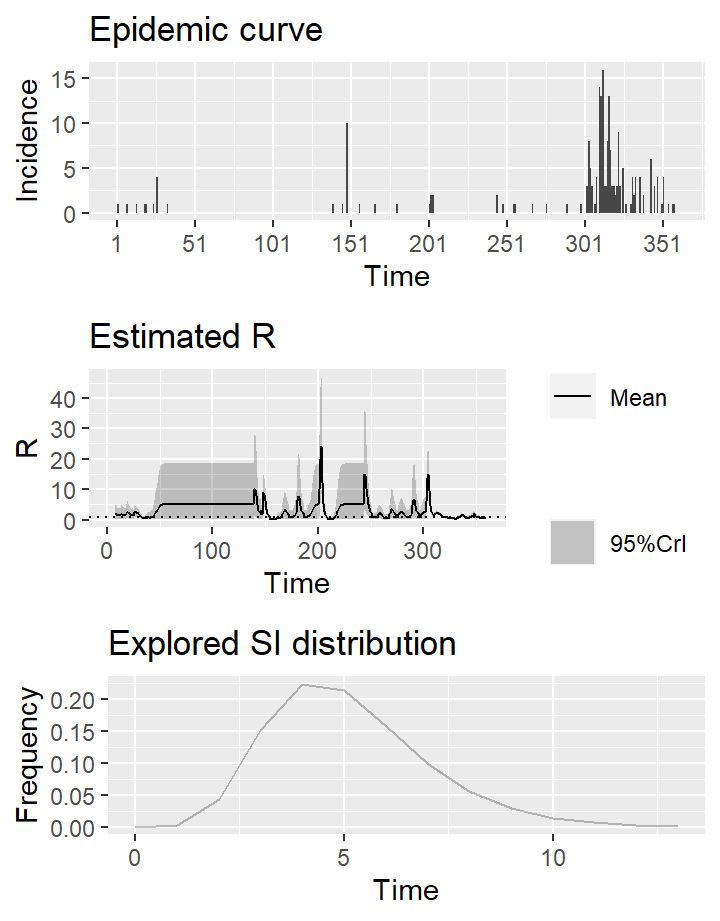 Epidemic curve
15
10
5
0
Incidence
1 51 101 151 201 251 301 351
Time
Estimated R
40
30
20
10
0
R
0 100 200 300
Time
Mean
95%CrI
Explored SI distribution
0.20
0.15
0.10
0.05
0.00
Frequency
0 5 10
Time